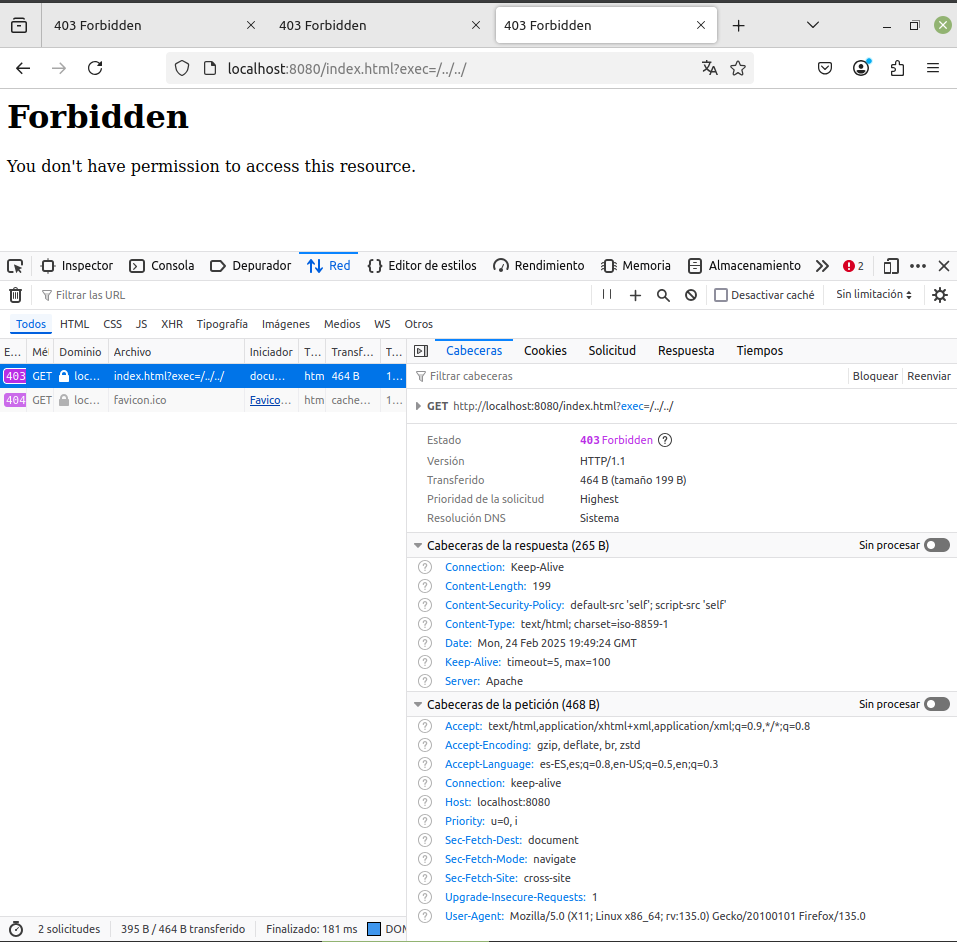 403 Forbidden
403 Forbidden
403 Forbidden
localhost:8080/index.html?exec=/../../
Forbidden
You don't have permission to access this resource.
Inspector
Consola
Depurador
Red
Editor de estilos
Rendimiento
Memoria
Almacenamiento
2
Filtrar las URL
Desactivar caché
Sin limitación
Todos
HTML
CSS
JS
XHR
Tipografía
Imágenes
Medios
WS
Otros
E... Mé Dominio Archivo Iniciador T... Transf... T...
403 GET loc... index.html?exec=/../../ docu... htm 464 B 1...
404 GET loc... favicon.ico Favico... htm cache... 1...
Cabeceras
Cookies
Solicitud
Respuesta
Tiempos
Filtrar cabeceras
Bloquear
Reenviar
GET http://localhost:8080/index.html?exec=/../../
Estado 403 Forbidden
Versión HTTP/1.1
Transferido 464 B (tamaño 199 B)
Prioridad de la solicitud Highest
Resolución DNS Sistema
Cabeceras de la respuesta (265 B)
Sin procesar
Connection: Keep-Alive
Content-Length: 199
Content-Security-Policy: default-src 'self'; script-src 'self'
Content-Type: text/html; charset=iso-8859-1
Date: Mon, 24 Feb 2025 19:49:24 GMT
Keep-Alive: timeout=5, max=100
Server: Apache
Cabeceras de la petición (468 B)
Sin procesar
Accept: text/html,application/xhtml+xml,application/xml;q=0.9,*/*;q=0.8
Accept-Encoding: gzip, deflate, br, zstd
Accept-Language: es-ES,es;q=0.8,en-US;q=0.5,en;q=0.3
Connection: keep-alive
Host: localhost:8080
Priority: u=0, i
Sec-Fetch-Dest: document
Sec-Fetch-Mode: navigate
Sec-Fetch-Site: cross-site
Upgrade-Insecure-Requests: 1
User-Agent: Mozilla/5.0 (X11; Linux x86_64; rv:135.0) Gecko/20100101 Firefox/135.0
2 solicitudes
395 B / 464 B transferido
Finalizado: 181 ms
DON